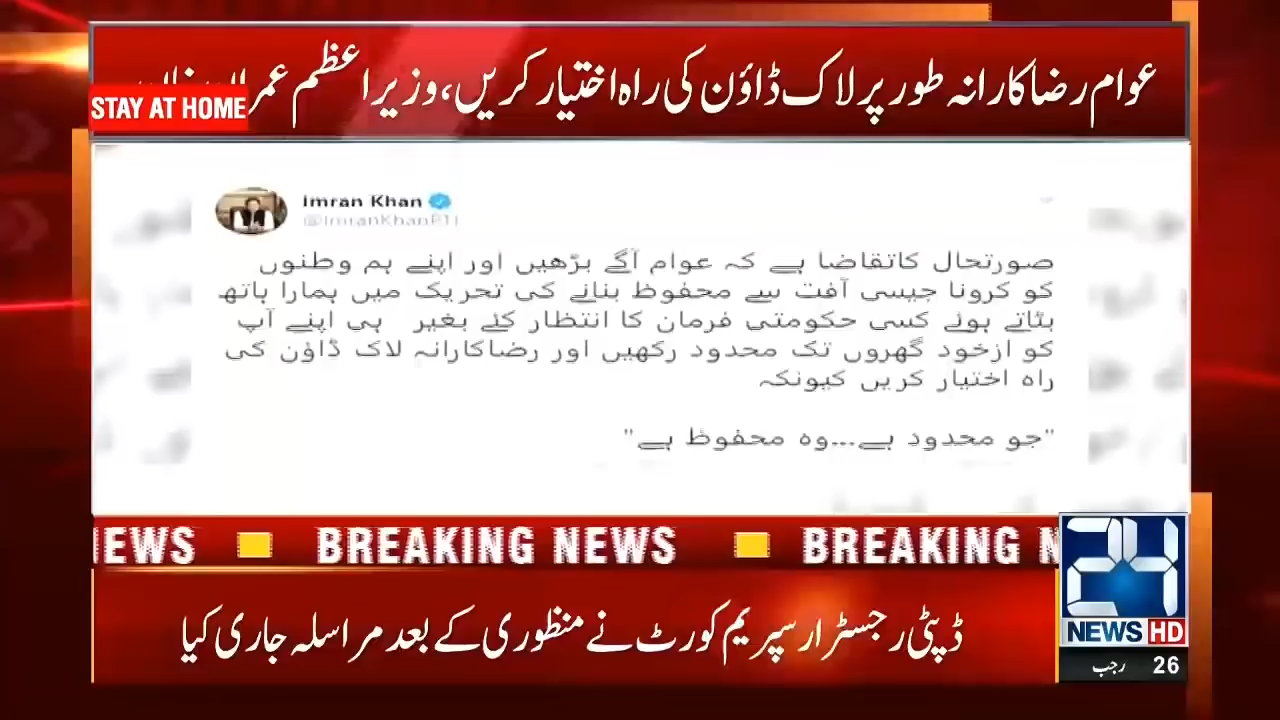 عوام رضاکارانہ طور پر لاک ڈاؤن کی راہ اختیار کریں، وزیراعظم
STAY AT HOME
Imran Khan
@ImranKhanPTI
صورتحال کاتقاضا ہے کہ عوام آگے بڑھیں اور اپنے ہم وطنوں
کو کرونا جیسی آفت سے محفوظ بنانے کی تحریک میں ہمارا ہاتھ
بٹاتے ہوئے کسی حکومتی فرمان کا انتظار کئے بغیر ہی اپنے آپ
کو ازخود گھروں تک محدود رکھیں اور رضاکارانہ لاک ڈاؤن کی
راہ اختیار کریں کیونکہ
"جو محدود ہے...وہ محفوظ ہے"
NEWS BREAKING NEWS BREAKING
ڈپٹی رجسٹرار سپریم کورٹ نے منظوری کے بعد مراسلہ جاری کیا
24
NEWS HD
26 رجب